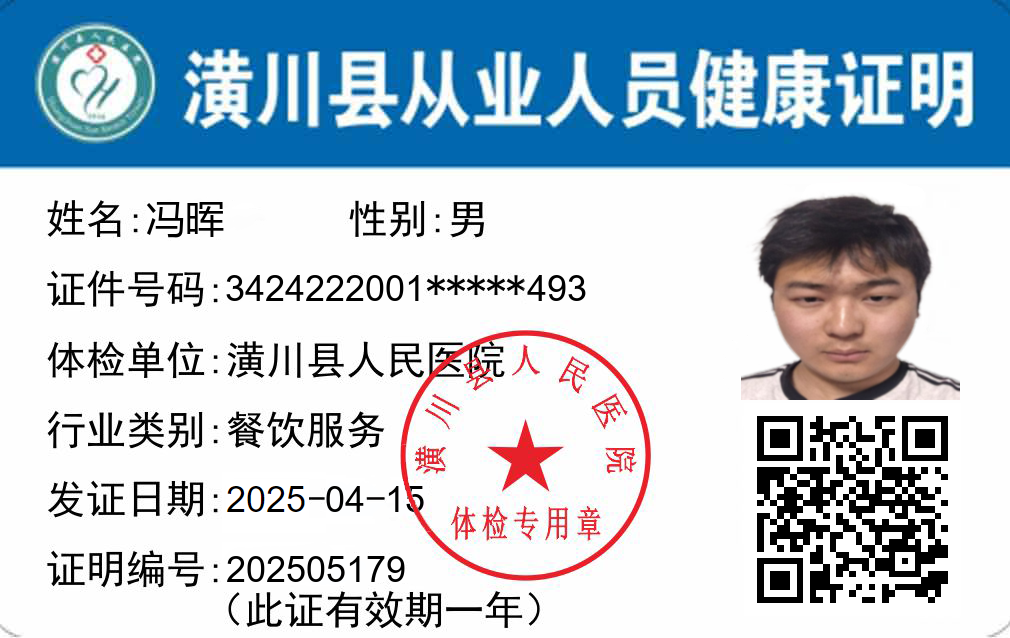 潢川县从业人员健康证明
姓名:冯晖 性别:男
证件号码:3424222001*****493
体检单位:潢川县人民医院
行业类别:餐饮服务
发证日期:2025-04-15
证明编号:202505179
(此证有效期一年)
潢川县人民医院
体检专用章